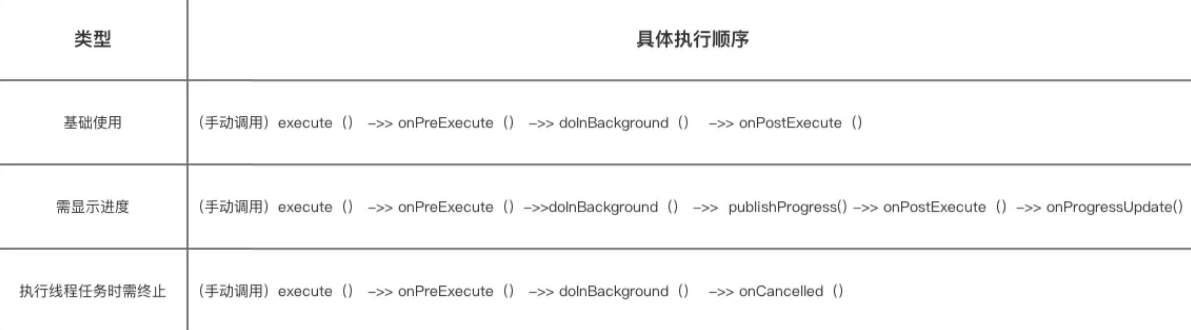 类型 具体执行顺序
基础使用 （手动调用）execute（） ->> onPreExecute（） ->> doInBackground（） ->> onPostExecute（）
需显示进度 （手动调用）execute（） ->> onPreExecute（）->>doInBackground（） ->> publishProgress() ->> onPostExecute（）->> onProgressUpdate()
执行线程任务时需终止 （手动调用）execute（） ->> onPreExecute（） ->> doInBackground（） ->> onCancelled（）